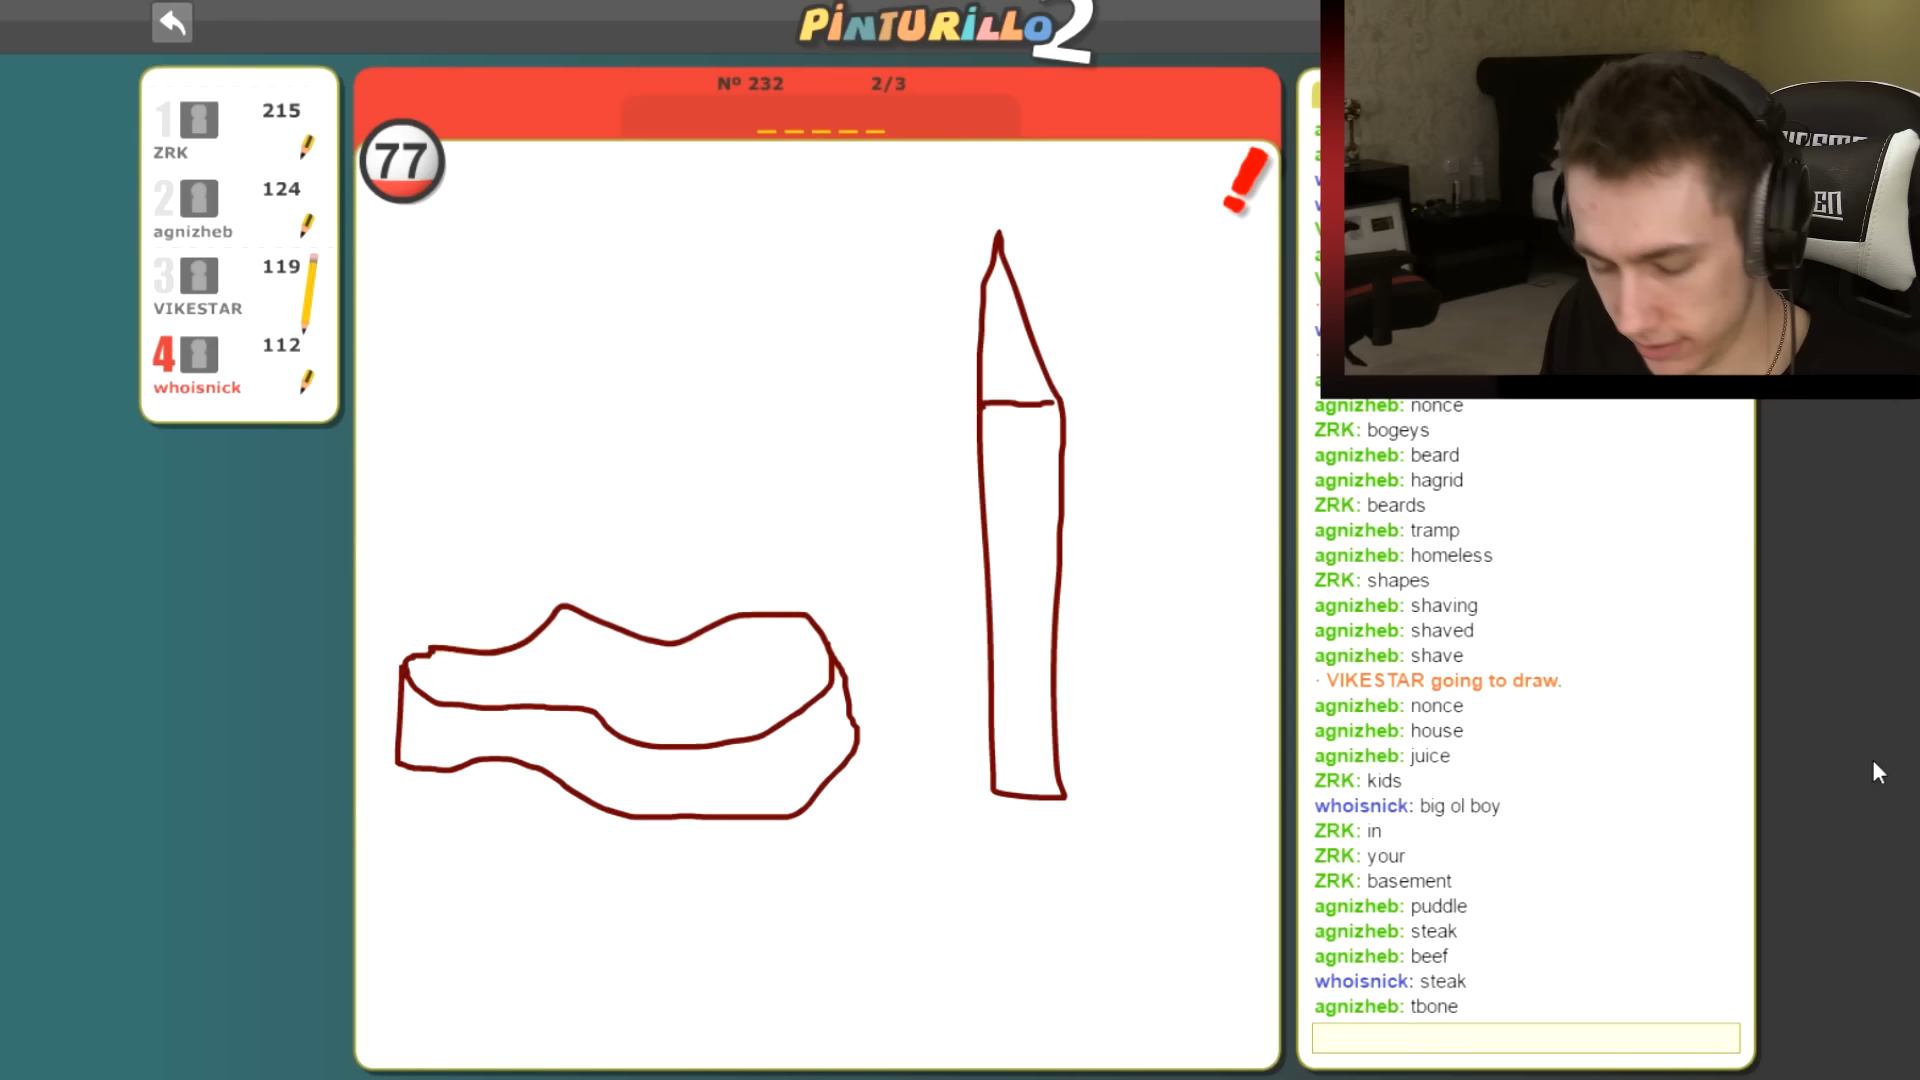 PINTURILLO 2
Nº 232 2/3
77
1 215
ZRK
2 124
agnizheb
3 119
VIKESTAR
4 112
whoisnick
!
agnizheb: nonce
ZRK: bogeys
agnizheb: beard
agnizheb: hagrid
ZRK: beards
agnizheb: tramp
agnizheb: homeless
ZRK: shapes
agnizheb: shaving
agnizheb: shaved
agnizheb: shave
· VIKESTAR going to draw.
agnizheb: nonce
agnizheb: house
agnizheb: juice
ZRK: kids
whoisnick: big ol boy
ZRK: in
ZRK: your
ZRK: basement
agnizheb: puddle
agnizheb: steak
agnizheb: beef
whoisnick: steak
agnizheb: tbone